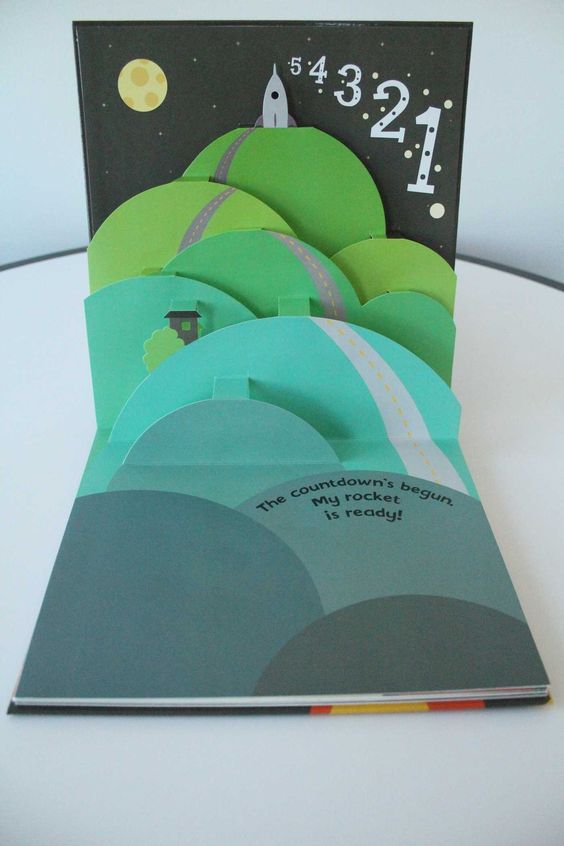 5 4 3 2 1
The countdown's begun.
My rocket
is ready!